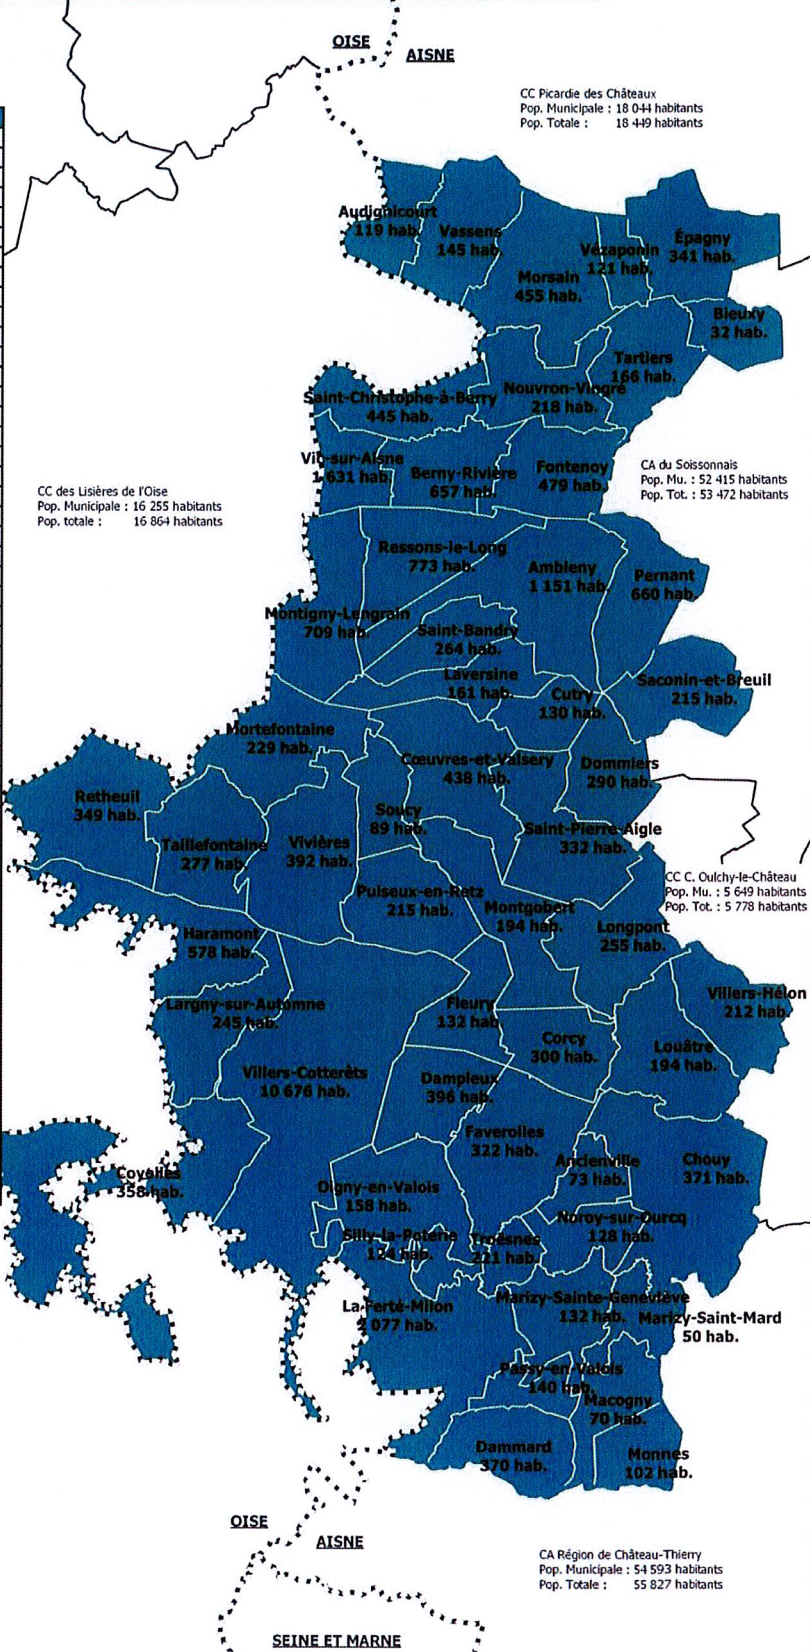 OISE
AISNE
CC Picardie des Châteaux
Pop. Municipale : 18 044 habitants
Pop. Totale : 18 449 habitants
Audignicourt
119 hab.
Vassens
145 hab.
Morsain
455 hab.
Vézaponin
121 hab.
Épagny
341 hab.
Bieuxy
32 hab.
Tartiers
166 hab.
Nouvron-Vingré
218 hab.
Saint-Christophe-à-Berry
445 hab.
Vic-sur-Aisne
1 631 hab.
Berny-Rivière
657 hab.
Fontenoy
479 hab.
CA du Soissonnais
Pop. Mu. : 52 415 habitants
Pop. Tot. : 53 472 habitants
CC des Lisières de l'Oise
Pop. Municipale : 16 255 habitants
Pop. totale : 16 864 habitants
Ressons-le-Long
773 hab.
Ambleny
1 151 hab.
Pernant
660 hab.
Montigny-Lengrain
709 hab.
Saint-Bandry
264 hab.
Laversine
161 hab.
Cutry
130 hab.
Saconin-et-Breuil
215 hab.
Mortefontaine
229 hab.
Cœuvres-et-Valsery
438 hab.
Dommiers
290 hab.
Retheuil
349 hab.
Taillefontaine
277 hab.
Vivières
392 hab.
Soucy
89 hab.
Saint-Pierre-Aigle
332 hab.
CC C. Oulchy-le-Château
Pop. Mu. : 5 649 habitants
Pop. Tot. : 5 778 habitants
Puiseux-en-Retz
215 hab.
Montgobert
194 hab.
Longpont
255 hab.
Haramont
578 hab.
Largny-sur-Automne
245 hab.
Fleury
132 hab.
Villers-Hélon
212 hab.
Corcy
300 hab.
Louâtre
194 hab.
Villers-Cotterêts
10 676 hab.
Dampleux
396 hab.
Faverolles
322 hab.
Ancienville
73 hab.
Chouy
371 hab.
Coyolles
358 hab.
Oigny-en-Valois
158 hab.
Noroy-sur-Ourcq
128 hab.
Silly-la-Poterie
124 hab.
Troësnes
221 hab.
La Ferté-Milon
2 077 hab.
Marizy-Sainte-Geneviève
132 hab.
Marizy-Saint-Mard
50 hab.
Passy-en-Valois
140 hab.
Macogny
70 hab.
Dammard
370 hab.
Monnes
102 hab.
OISE
AISNE
CA Région de Château-Thierry
Pop. Municipale : 54 593 habitants
Pop. Totale : 55 827 habitants
SEINE ET MARNE